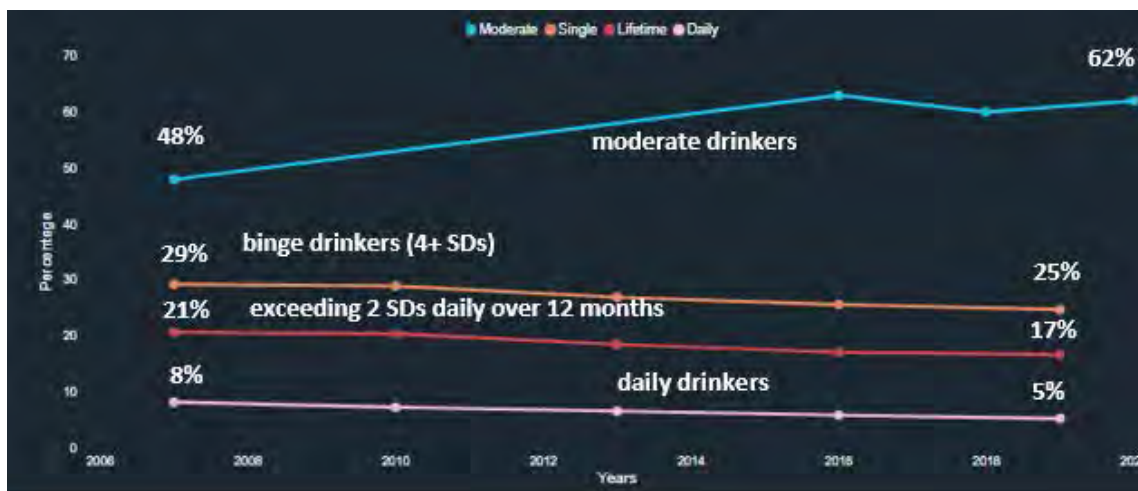 Moderate Single Lifetime Daily
70
62%
60
48%
moderate drinkers
50
40
Percentage
binge drinkers (4+ SDs)
29%
25%
30
21%
exceeding 2 SDs daily over 12 months
17%
20
8%
daily drinkers
5%
10
0
2006 2008 2010 2012 2014 2016 2018 202
Years